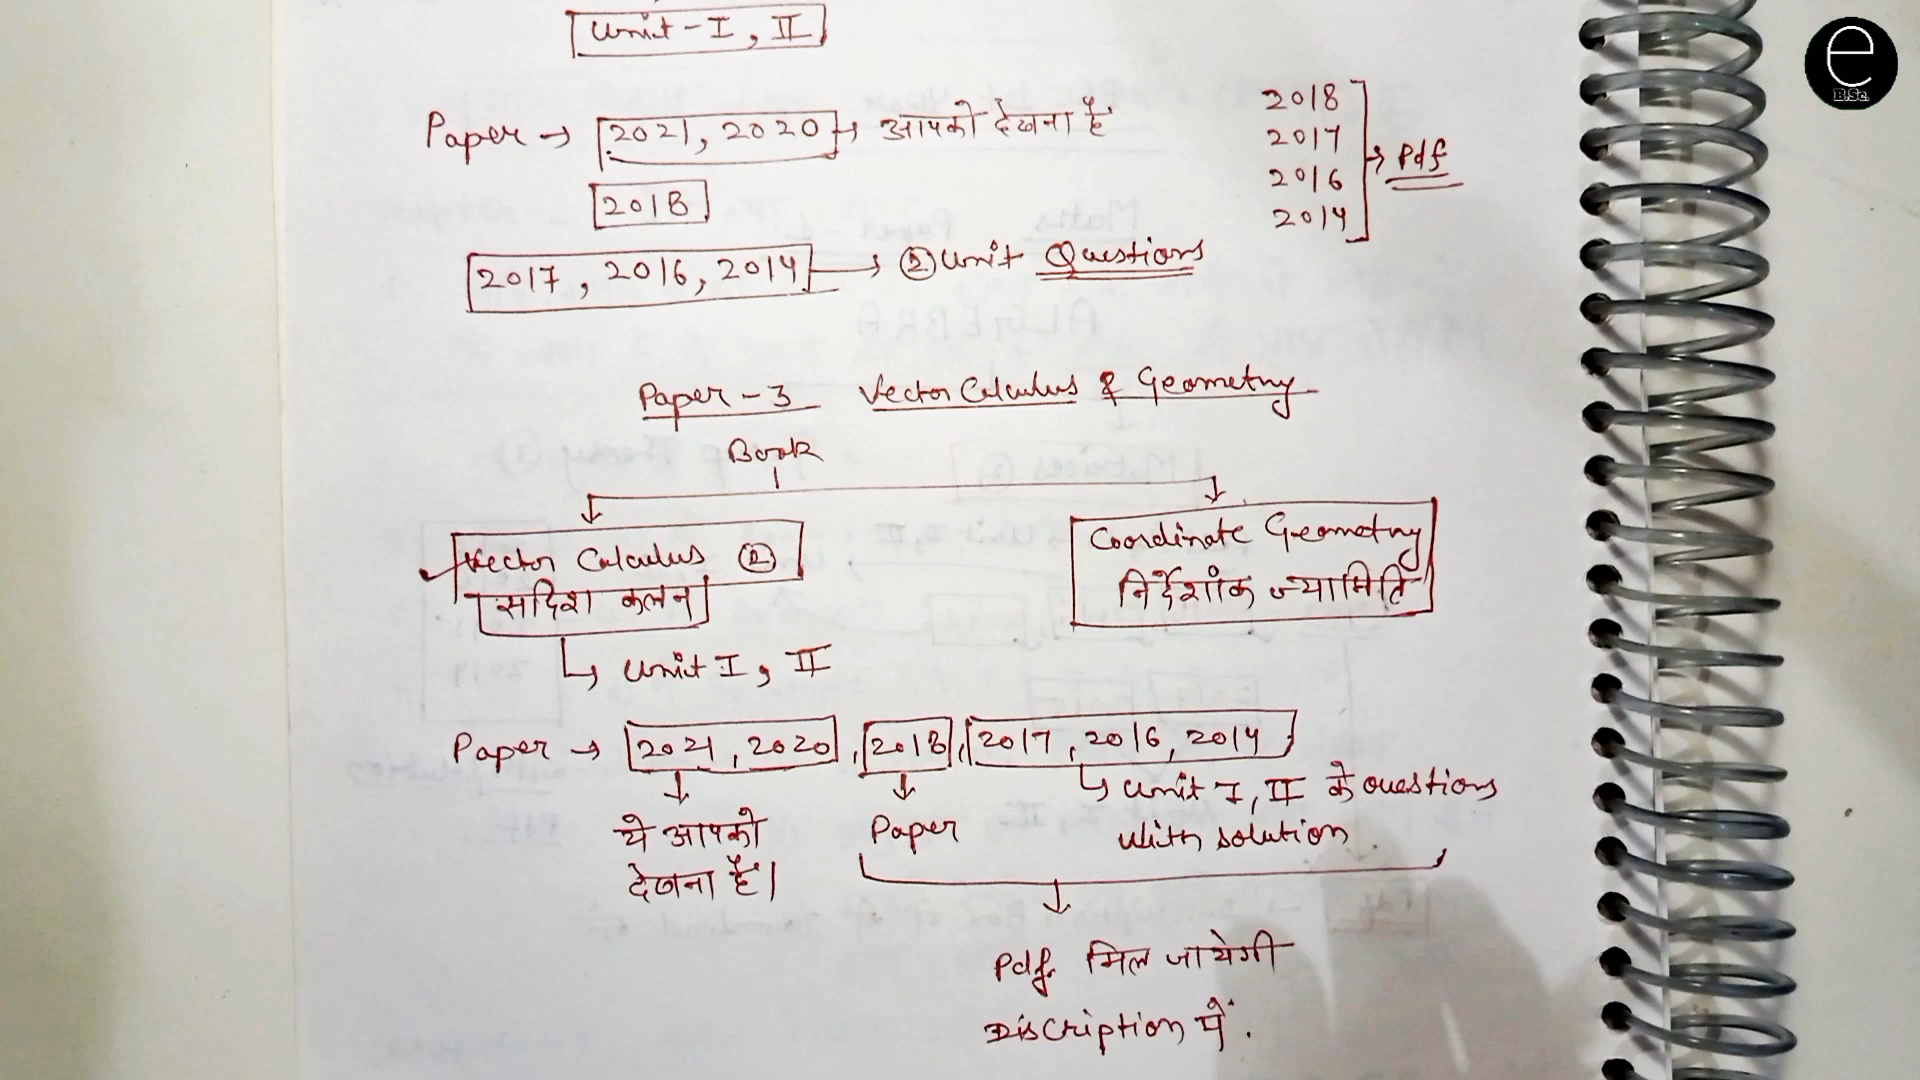 Unit - I, II
Paper → 2021, 2020 → आपको देखना है
2018
2017
2016
2014
→ Pdf
2018
2017, 2016, 2014 → ② Unit Questions
Paper - 3 Vector Calculus & Geometry
Book
Vector Calculus ②
सदिश कलन
Coordinate Geometry
निर्देशांक ज्यामिति
Unit I, II
Paper → 2021, 2020, 2018, 2017, 2016, 2014
ये आपको
देखना है।
Paper
Unit I, II के questions
with solution
Pdf मिल जायेगी
Discription में.
e
B.Sc.